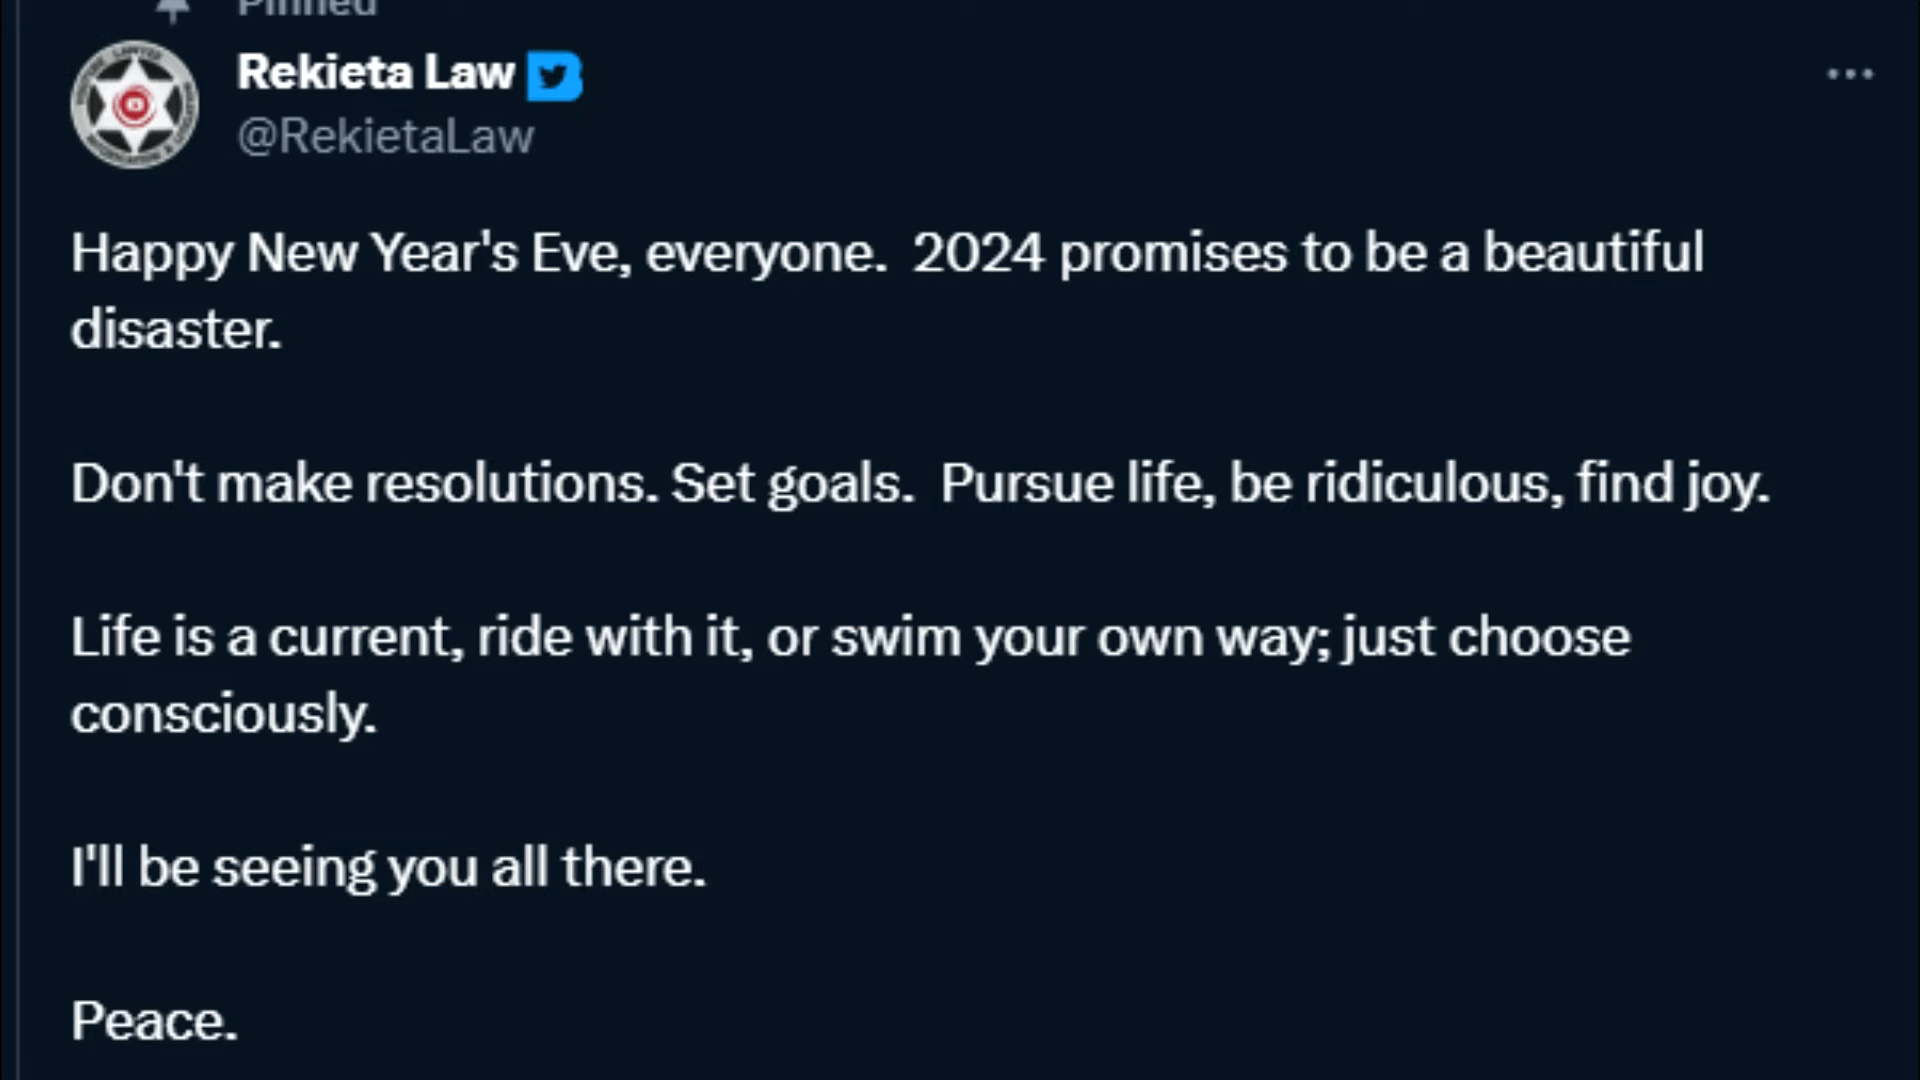 Pinned
Rekieta Law
@RekietaLaw
Happy New Year's Eve, everyone.  2024 promises to be a beautiful
disaster.
Don't make resolutions. Set goals.  Pursue life, be ridiculous, find joy.
Life is a current, ride with it, or swim your own way; just choose
consciously.
I'll be seeing you all there.
Peace.